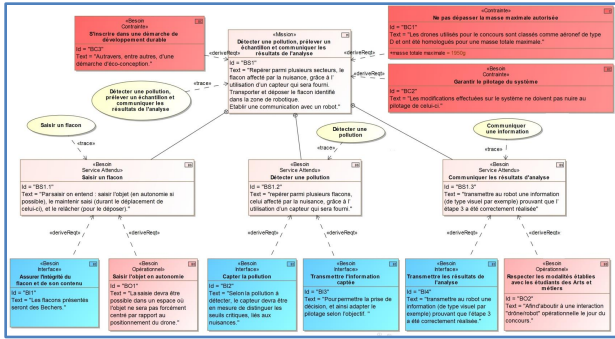 «Besoin
Contrainte»
S'inscrire dans une démarche de
développement durable
Id = "BC3"
Text = "Autravers, entre autres, d'une
démarche d'éco-conception."
«Mission»
Détecter une pollution, prélever un
échantillon et communiquer les
résultats de l'analyse
Id = "BS1"
Text = "Repérer parmi plusieurs secteurs, le
flacon affecté par la nuisance, grâce à l'
utilisation d'un capteur qui sera fourni.
Transporter et déposer le flacon identifié
dans la zone de robotique.
Etablir une communication avec un robot."
«Contrainte»
Ne pas dépasser la masse maximale autorisée
Id = "BC1"
Text = "Les drones utilisés pour le concours sont classés comme aéronef de type
D et ont été homologués pour une masse totale maximale."
masse totale maximale = 1950g
«Besoin
Contrainte»
Garantir le pilotage du système
Id = "BC2"
Text = "Les modifications effectuées sur le système ne doivent pas nuire au
pilotage de celui-ci."
«deriveReqt»
«deriveReqt»
«deriveReqt»
«trace»
Détecter une pollution,
prélever un échantillon et
communiquer les
résultats de l'analyse
Saisir un flacon
Détecter une
pollution
Communiquer
une information
«trace»
«trace»
«trace»
«Besoin
Service Attendu»
Saisir un flacon
Id = "BS1.1"
Text = "Par saisir on entend : saisir l'objet (en autonomie si
possible), le maintenir saisi (durant le déplacement de
celui-ci), et le relâcher (pour le déposer)."
«Besoin
Service Attendu»
Détecter une pollution
Id = "BS1.2"
Text = "repérer parmi plusieurs flacons,
celui affecté par la nuisance, grâce à l'
utilisation d'un capteur qui sera fourni."
«Besoin
Service Attendu»
Communiquer les résultats d'analyse
Id = "BS1.3"
Text = "transmettre au robot une information
(de type visuel par exemple) prouvant que l'
étape 3 a été correctement réalisée"
«deriveReqt»
«deriveReqt»
«deriveReqt»
«deriveReqt»
«deriveReqt»
«deriveReqt»
«Besoin
Interface»
Assurer l'intégrité du
flacon et de son contenu
Id = "BI1"
Text = "Les flacons présentés
seront des Bechers."
«Besoin
Opérationnel»
Saisir l'objet en autonomie
Id = "BO1"
Text = "La saisie devra être
possible dans un espace où
l'objet ne sera pas forcément
centré par rapport au
positionnement du drone."
«Besoin
Interface»
Capter la pollution
Id = "BI2"
Text = "Selon la pollution à
détecter, le capteur devra être
en mesure de distinguer les
seuils critiques, liés aux
nuisances."
«Besoin
Interface»
Transmettre l'information
captée
Id = "BI3"
Text = "Pour permettre la prise de
décision, et ainsi adapter le
pilotage selon l'objectif. "
«Besoin
Interface»
Transmettre les résultats de
l'analyse
Id = "BI4"
Text = "transmettre au robot une
information (de type visuel par
exemple) prouvant que l'étape 3
a été correctement réalisée."
«Besoin
Opérationnel»
Respecter les modalités établies
avec les étudiants des Arts et
métiers
Id = "BO2"
Text = "Afin d'aboutir à une interaction
"drône/robot" opérationnelle le jour du
concours.